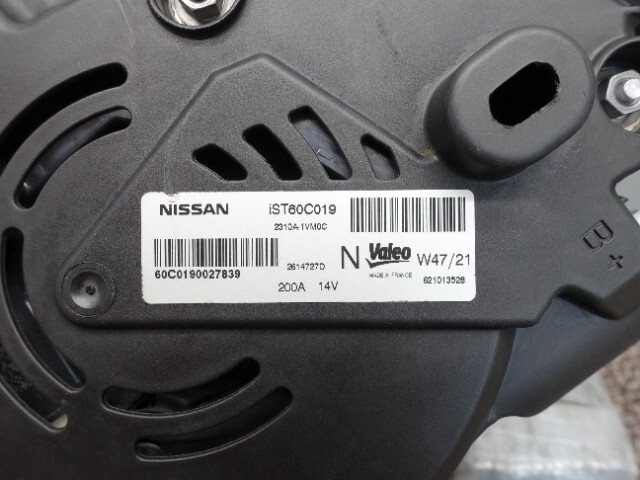 NISSAN iST60C019
2310A-1VM0C
60C0190027839 2614727D N Valeo W47/21
MADE IN FRANCE 621013528
200A 14V
B+